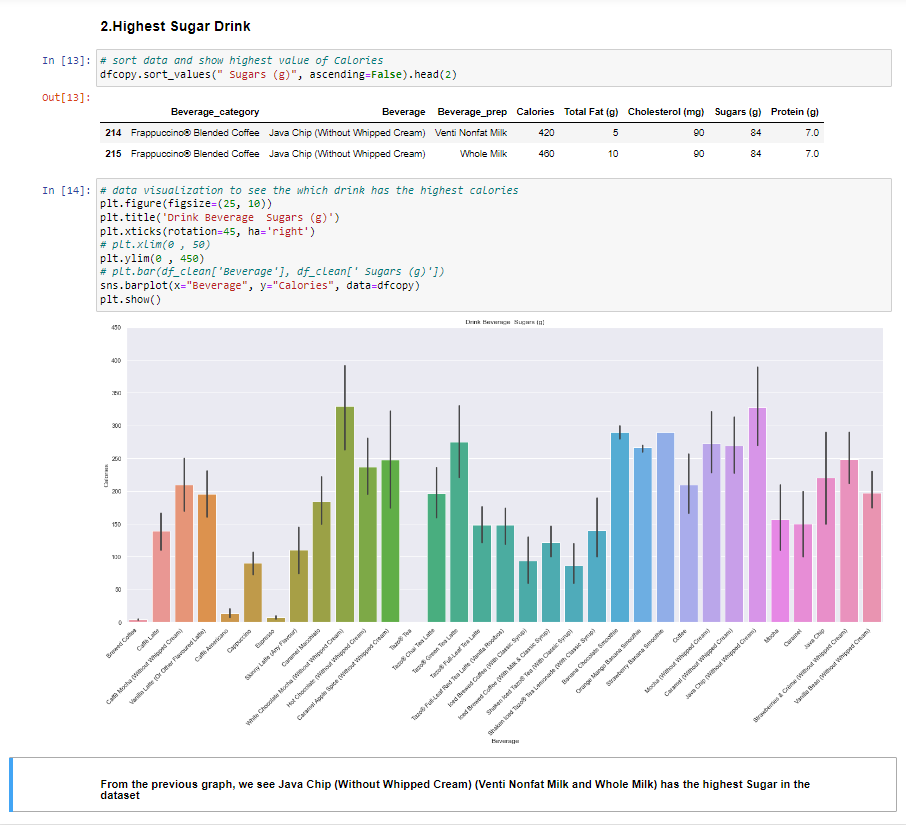 2.Highest Sugar Drink
In [13]: # sort data and show highest value of Calories
dfcopy.sort_values(" Sugars (g)", ascending=False).head(2)
Out[13]:
Beverage_category Beverage Beverage_prep Calories Total Fat (g) Cholesterol (mg) Sugars (g) Protein (g)
214 Frappuccino® Blended Coffee Java Chip (Without Whipped Cream) Venti Nonfat Milk 420 5 90 84 7.0
215 Frappuccino® Blended Coffee Java Chip (Without Whipped Cream) Whole Milk 460 10 90 84 7.0
In [14]: # data visualization to see the which drink has the highest calories
plt.figure(figsize=(25, 10))
plt.title('Drink Beverage  Sugars (g)')
plt.xticks(rotation=45, ha='right')
# plt.xlim(0 , 50)
plt.ylim(0 , 450)
# plt.bar(df_clean['Beverage'], df_clean[' Sugars (g)'])
sns.barplot(x="Beverage", y="Calories", data=dfcopy)
plt.show()
Drink Beverage  Sugars (g)
450
400
350
300
250
200
150
100
50
0
Calories
Brewed Coffee
Caffè Latte
Caffè Mocha (Without Whipped Cream)
Vanilla Latte (Or Other Flavoured Latte)
Caffè Americano
Cappuccino
Espresso
Skinny Latte (Any Flavour)
Caramel Macchiato
White Chocolate Mocha (Without Whipped Cream)
Hot Chocolate (Without Whipped Cream)
Caramel Apple Spice (Without Whipped Cream)
Tazo® Tea
Tazo® Chai Tea Latte
Tazo® Green Tea Latte
Tazo® Full-Leaf Tea Latte
Tazo® Full-Leaf Red Tea Latte (Vanilla Rooibos)
Iced Brewed Coffee (With Classic Syrup)
Iced Brewed Coffee (With Milk & Classic Syrup)
Shaken Iced Tazo® Tea (With Classic Syrup)
Shaken Iced Tazo® Tea Lemonade (With Classic Syrup)
Banana Chocolate Smoothie
Orange Mango Banana Smoothie
Strawberry Banana Smoothie
Coffee
Mocha (Without Whipped Cream)
Caramel (Without Whipped Cream)
Java Chip (Without Whipped Cream)
Mocha
Caramel
Java Chip
Strawberries & Crème (Without Whipped Cream)
Vanilla Bean (Without Whipped Cream)
Beverage
From the previous graph, we see Java Chip (Without Whipped Cream) (Venti Nonfat Milk and Whole Milk) has the highest Sugar in the
dataset